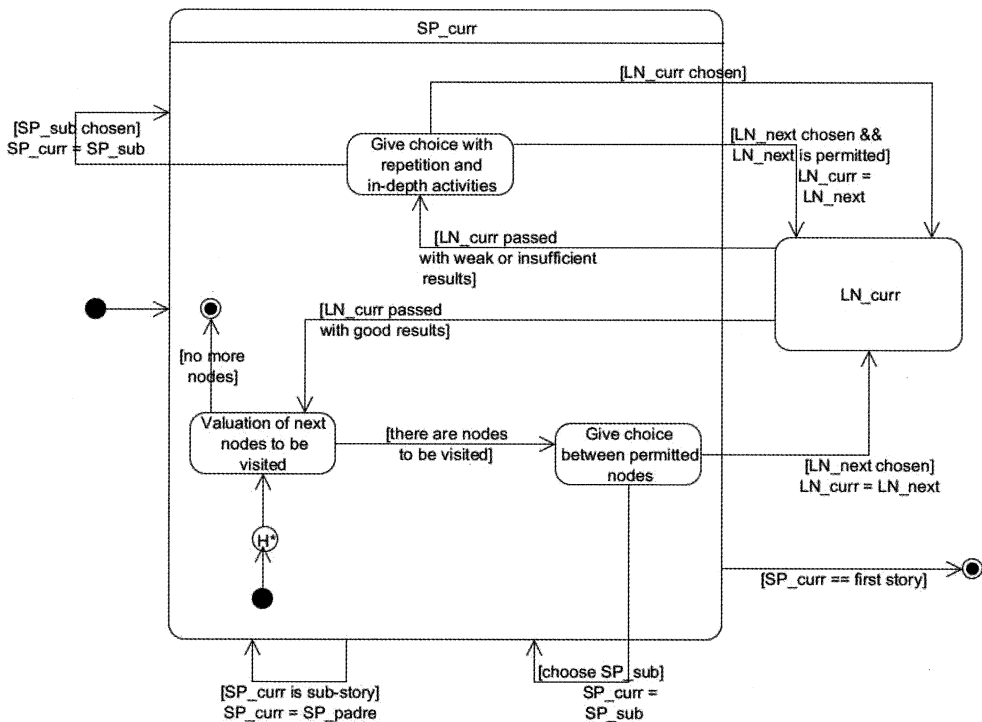 SP_curr
[LN_curr chosen]
[SP_sub chosen]
SP_curr = SP_sub
Give choice with
repetition and
in-depth activities
[LN_next chosen &&
LN_next is permitted]
LN_curr =
LN_next
[LN_curr passed
with weak or insufficient
results]
LN_curr
[LN_curr passed
with good results]
[no more
nodes]
Valuation of next
nodes to be
visited
[there are nodes
to be visited]
Give choice
between permitted
nodes
[LN_next chosen]
LN_curr = LN_next
H*
[SP_curr == first story]
[SP_curr is sub-story]
SP_curr = SP_padre
[choose SP_sub]
SP_curr =
SP_sub